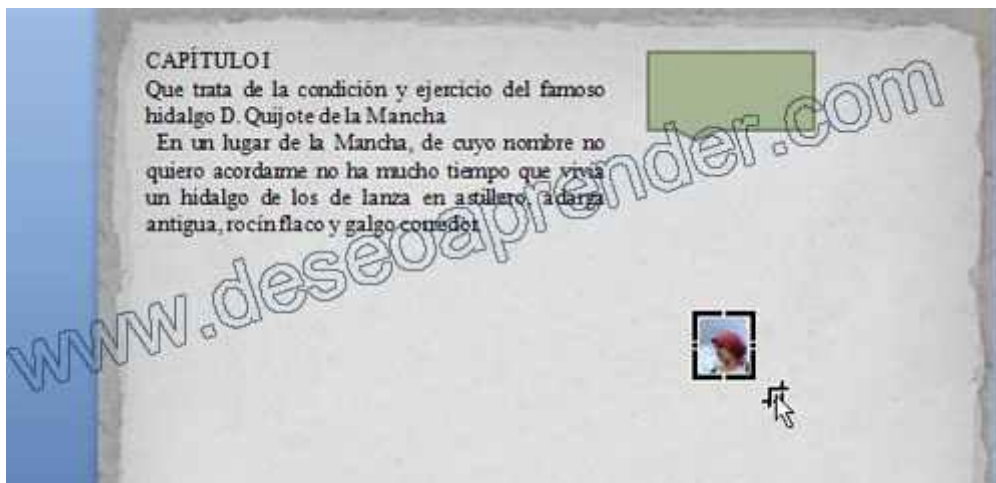 CAPÍTULO I
Que trata de la condición y ejercicio del famoso
hidalgo D. Quijote de la Mancha
En un lugar de la Mancha, de cuyo nombre no
quiero acordarme no ha mucho tiempo que vivía
un hidalgo de los de lanza en astillero, adarga
antigua, rocín flaco y galgo corredor.
www.deseoaprender.com